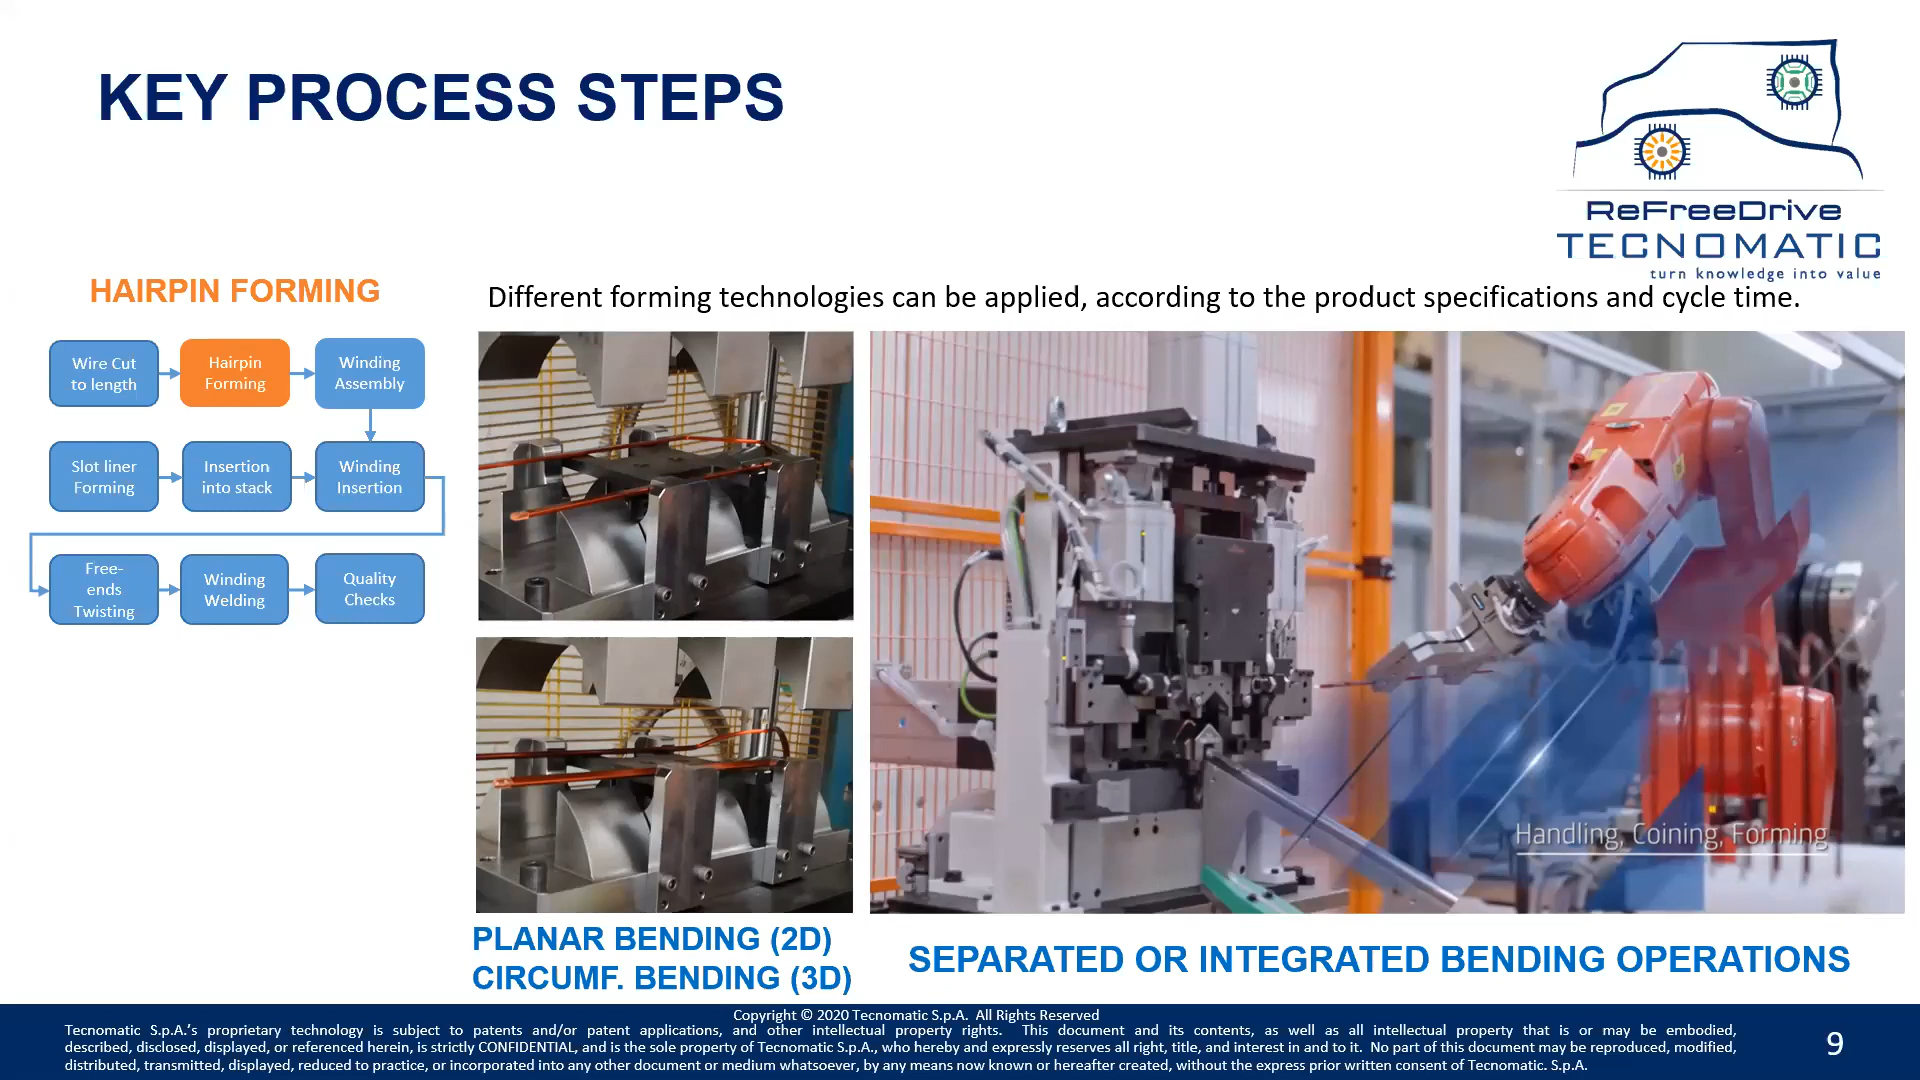 KEY PROCESS STEPS
ReFreeDrive
TECNOMATIC
turn knowledge into value
HAIRPIN FORMING
Different forming technologies can be applied, according to the product specifications and cycle time.
Wire Cut
to length
Hairpin
Forming
Winding
Assembly
Slot liner
Forming
Insertion
into stack
Winding
Insertion
Free-
ends
Twisting
Winding
Welding
Quality
Checks
Handling, Coining, Forming
PLANAR BENDING (2D)
CIRCUMF. BENDING (3D)
SEPARATED OR INTEGRATED BENDING OPERATIONS
Copyright © 2020 Tecnomatic S.p.A. All Rights Reserved
Tecnomatic S.p.A.'s proprietary technology is subject to patents and/or patent applications, and other intellectual property rights. This document and its contents, as well as all intellectual property that is or may be embodied,
described, disclosed, displayed, or referenced herein, is strictly CONFIDENTIAL, and is the sole property of Tecnomatic S.p.A., who hereby and expressly reserves all right, title, and interest in and to it. No part of this document may be reproduced, modified,
distributed, transmitted, displayed, reduced to practice, or incorporated into any other document or medium whatsoever, by any means now known or hereafter created, without the express prior written consent of Tecnomatic. S.p.A.
9